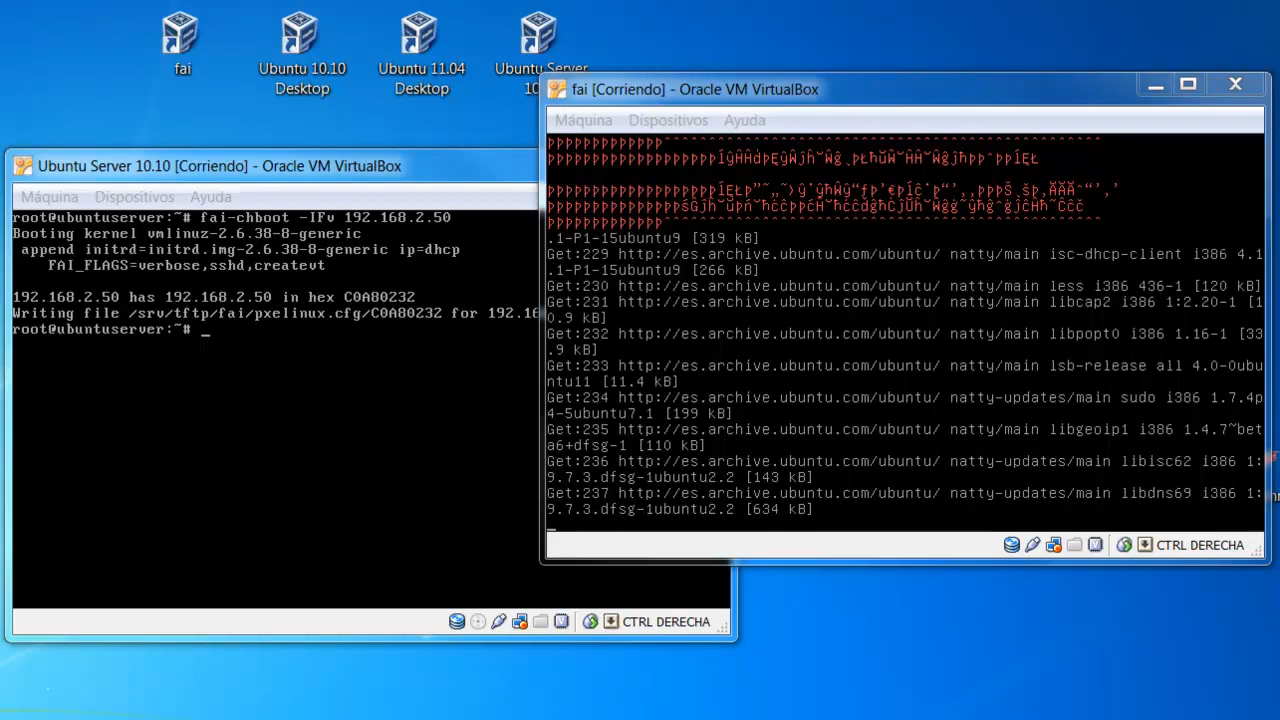 fai
Ubuntu 10.10
Desktop
Ubuntu 11.04
Desktop
Ubuntu Server
10
Ubuntu Server 10.10 [Corriendo] - Oracle VM VirtualBox
Máquina Dispositivos Ayuda
root@ubuntuserver:~# fai-chboot -IFv 192.168.2.50
Booting kernel vmlinuz-2.6.38-8-generic
append initrd=initrd.img-2.6.38-8-generic ip=dhcp
FAI_FLAGS=verbose,sshd,createvt
192.168.2.50 has 192.168.2.50 in hex C0A80232
Writing file /srv/tftp/fai/pxelinux.cfg/C0A80232 for 192.16
root@ubuntuserver:~# _
CTRL DERECHA
fai [Corriendo] - Oracle VM VirtualBox
Máquina Dispositivos Ayuda
.1-P1-15ubuntu9 [319 kB]
Get:229 http://es.archive.ubuntu.com/ubuntu/ natty/main isc-dhcp-client i386 4.1
.1-P1-15ubuntu9 [266 kB]
Get:230 http://es.archive.ubuntu.com/ubuntu/ natty/main less i386 436-1 [120 kB]
Get:231 http://es.archive.ubuntu.com/ubuntu/ natty/main libcap2 i386 1:2.20-1 [1
0.9 kB]
Get:232 http://es.archive.ubuntu.com/ubuntu/ natty/main libpopt0 i386 1.16-1 [33
.9 kB]
Get:233 http://es.archive.ubuntu.com/ubuntu/ natty/main lsb-release all 4.0-0ubu
ntu11 [11.4 kB]
Get:234 http://es.archive.ubuntu.com/ubuntu/ natty-updates/main sudo i386 1.7.4p
4-5ubuntu7.1 [199 kB]
Get:235 http://es.archive.ubuntu.com/ubuntu/ natty/main libgeoip1 i386 1.4.7~bet
a6+dfsg-1 [110 kB]
Get:236 http://es.archive.ubuntu.com/ubuntu/ natty-updates/main libisc62 i386 1:
9.7.3.dfsg-1ubuntu2.2 [143 kB]
Get:237 http://es.archive.ubuntu.com/ubuntu/ natty-updates/main libdns69 i386 1:
9.7.3.dfsg-1ubuntu2.2 [634 kB]
CTRL DERECHA